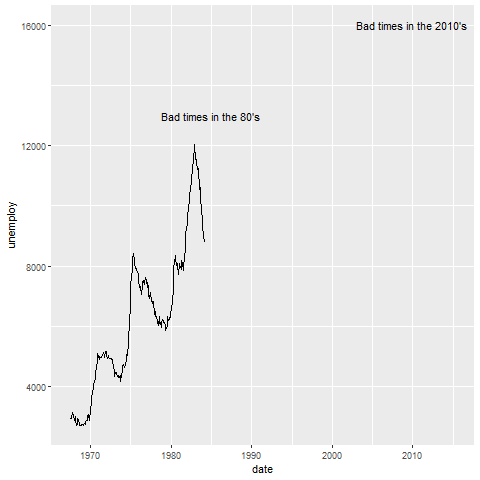 16000
Bad times in the 2010's
Bad times in the 80's
12000
8000
4000
unemploy
1970 1980 1990 2000 2010
date